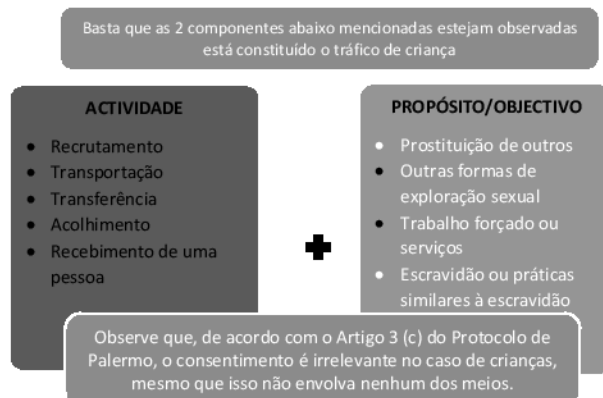 Basta que as 2 componentes abaixo mencionadas estejam observadas
está constituído o tráfico de criança
ACTIVIDADE
• Recrutamento
• Transportação
• Transferência
• Acolhimento
• Recebimento de uma
pessoa
PROPÓSITO/OBJECTIVO
• Prostituição de outros
• Outras formas de
exploração sexual
• Trabalho forçado ou
serviços
• Escravidão ou práticas
similares à escravidão
Observe que, de acordo com o Artigo 3 (c) do Protocolo de
Palermo, o consentimento é irrelevante no caso de crianças,
mesmo que isso não envolva nenhum dos meios.